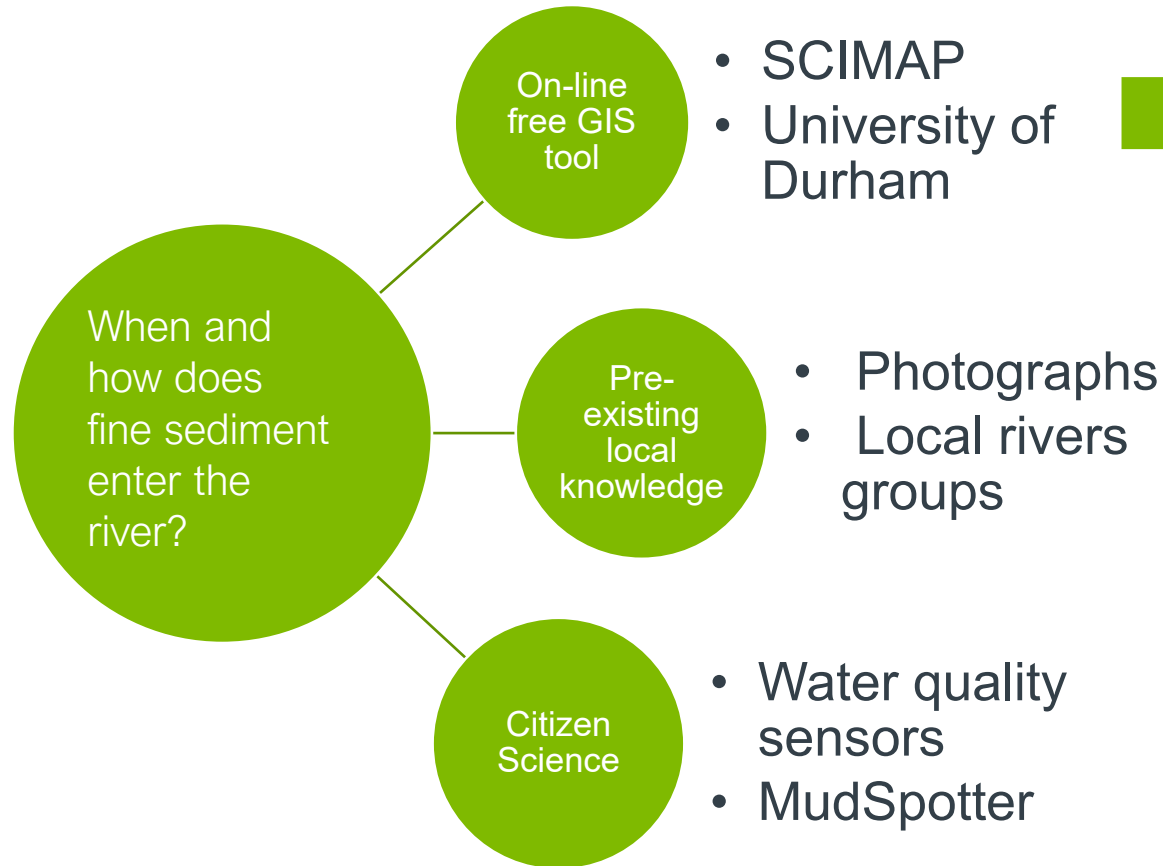 When and
how does
fine sediment
enter the
river?
On-line
free GIS
tool
• SCIMAP
• University of
Durham
Pre-
existing
local
knowledge
• Photographs
• Local rivers
groups
Citizen
Science
• Water quality
sensors
• MudSpotter